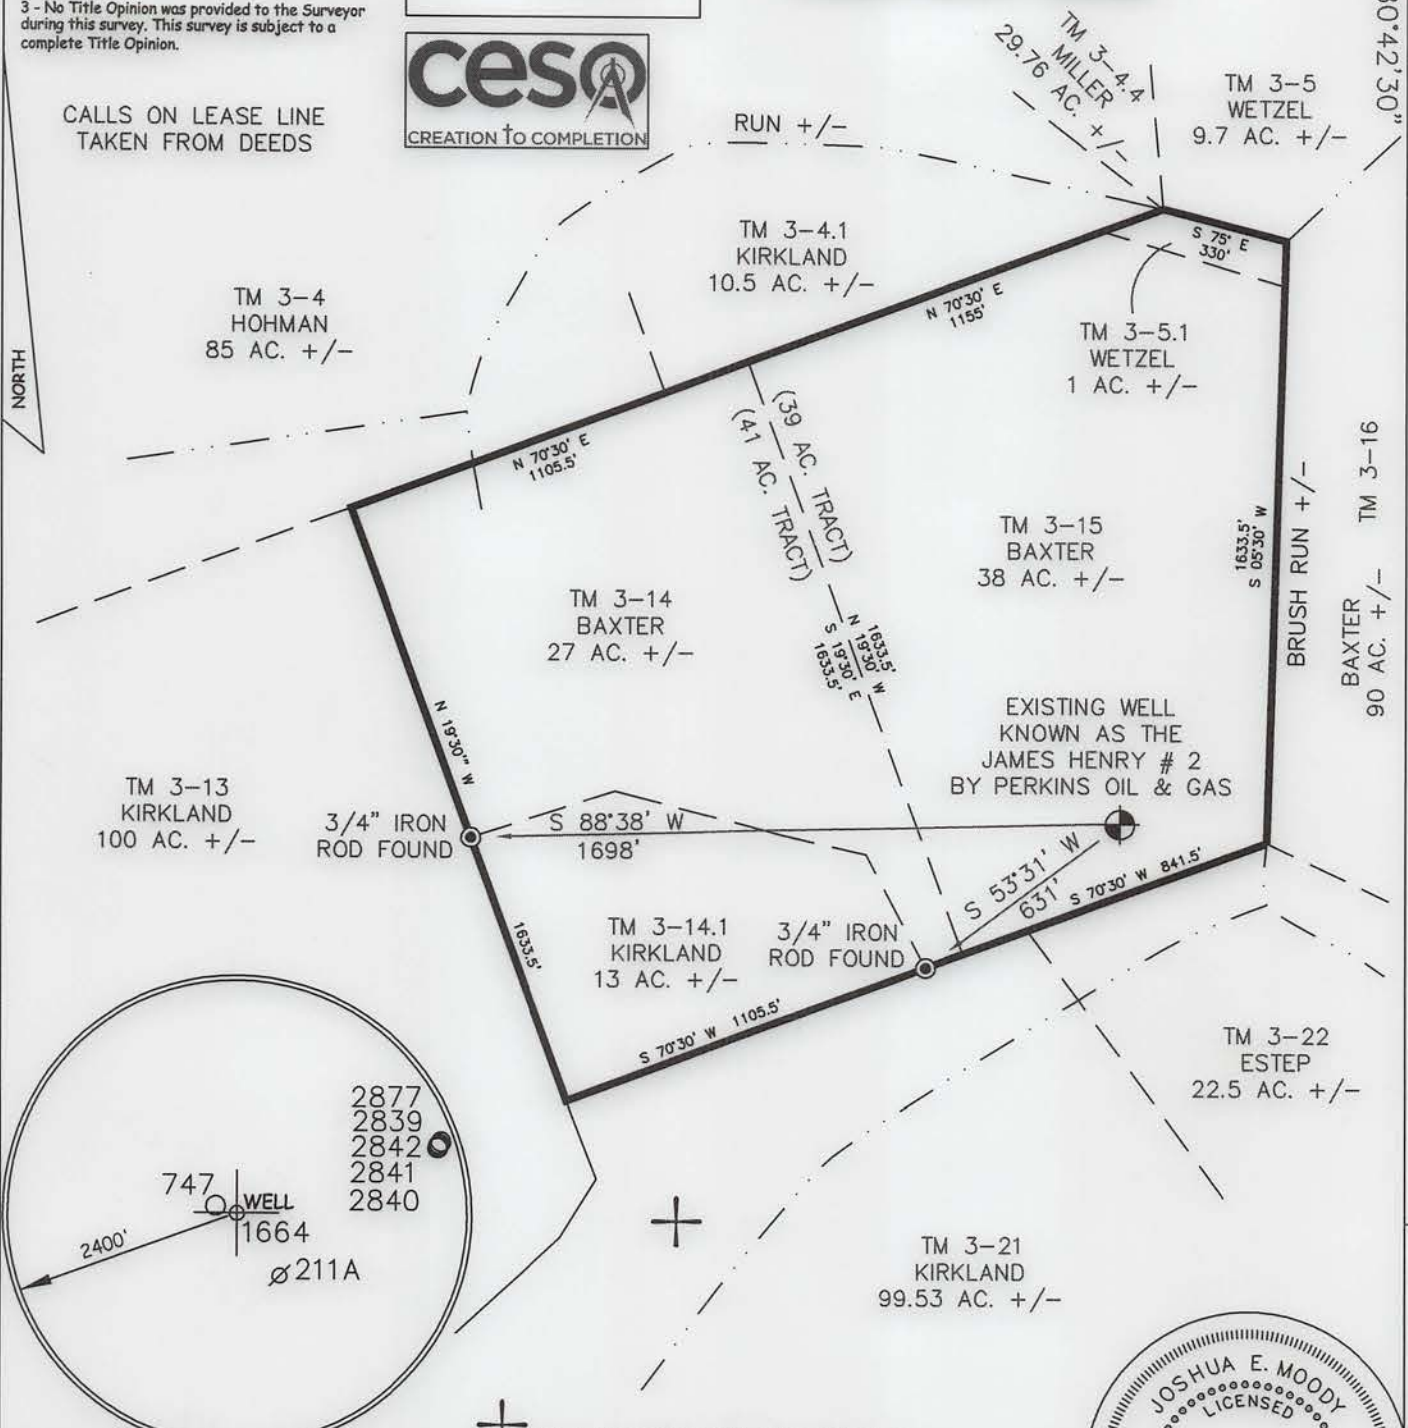 3 - No Title Opinion was provided to the Surveyor
during this survey. This survey is subject to a
complete Title Opinion.
CALLS ON LEASE LINE
TAKEN FROM DEEDS
ceso
CREATION to COMPLETION
RUN +/-
TM 3-4.4
MILLER
29.76 AC. +/-
TM 3-5
WETZEL
9.7 AC. +/-
0°42'30"
NORTH
TM 3-4
HOHMAN
85 AC. +/-
TM 3-4.1
KIRKLAND
10.5 AC. +/-
S 75° E
330'
N 70°30' E
1155'
TM 3-5.1
WETZEL
1 AC. +/-
N 70°30' E
1105.5'
(39 AC. TRACT)
(41 AC. TRACT)
TM 3-15
BAXTER
38 AC. +/-
1633.5'
S 05°30' W
BRUSH RUN +/-
TM 3-16
BAXTER
90 AC. +/-
TM 3-14
BAXTER
27 AC. +/-
1633.5'
N 19°30' W
S 19°30' E
1633.5'
EXISTING WELL
KNOWN AS THE
JAMES HENRY # 2
BY PERKINS OIL & GAS
N 19°30'" W
TM 3-13
KIRKLAND
100 AC. +/-
3/4" IRON
ROD FOUND
S 88°38' W
1698'
S 53°31' W
631'
S 70°30' W 841.5'
1633.5'
TM 3-14.1
KIRKLAND
13 AC. +/-
3/4" IRON
ROD FOUND
S 70°30' W 1105.5'
TM 3-22
ESTEP
22.5 AC. +/-
2877
2839
2842
2841
2840
747
WELL
1664
2400'
211A
TM 3-21
KIRKLAND
99.53 AC. +/-
JOSHUA E. MOODY
LICENSED